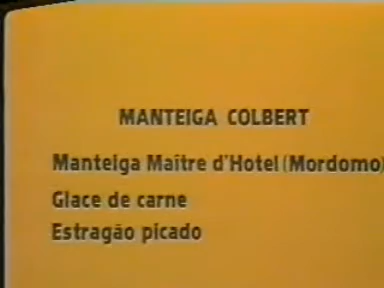 MANTEIGA COLBERT
Manteiga Maître d'Hotel (Mordomo)
Glace de carne
Estragão picado